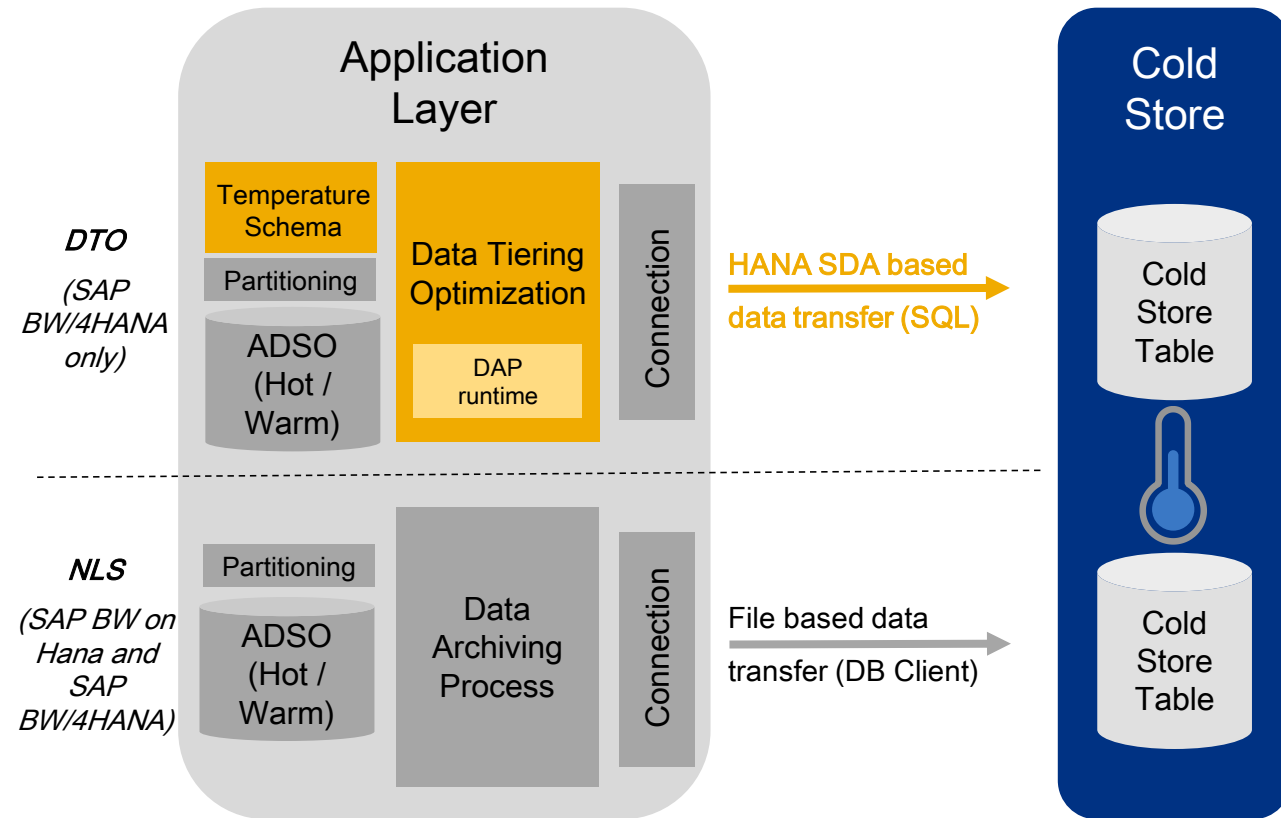 Application
Layer
Cold
Store
DTO
(SAP
BW/4HANA
only)
Temperature
Schema
Partitioning
ADSO
(Hot /
Warm)
Data Tiering
Optimization
DAP
runtime
Connection
HANA SDA based
data transfer (SQL)
Cold
Store
Table
NLS
(SAP BW on
Hana and
SAP
BW/4HANA)
Partitioning
ADSO
(Hot /
Warm)
Data
Archiving
Process
Connection
File based data
transfer (DB Client)
Cold
Store
Table